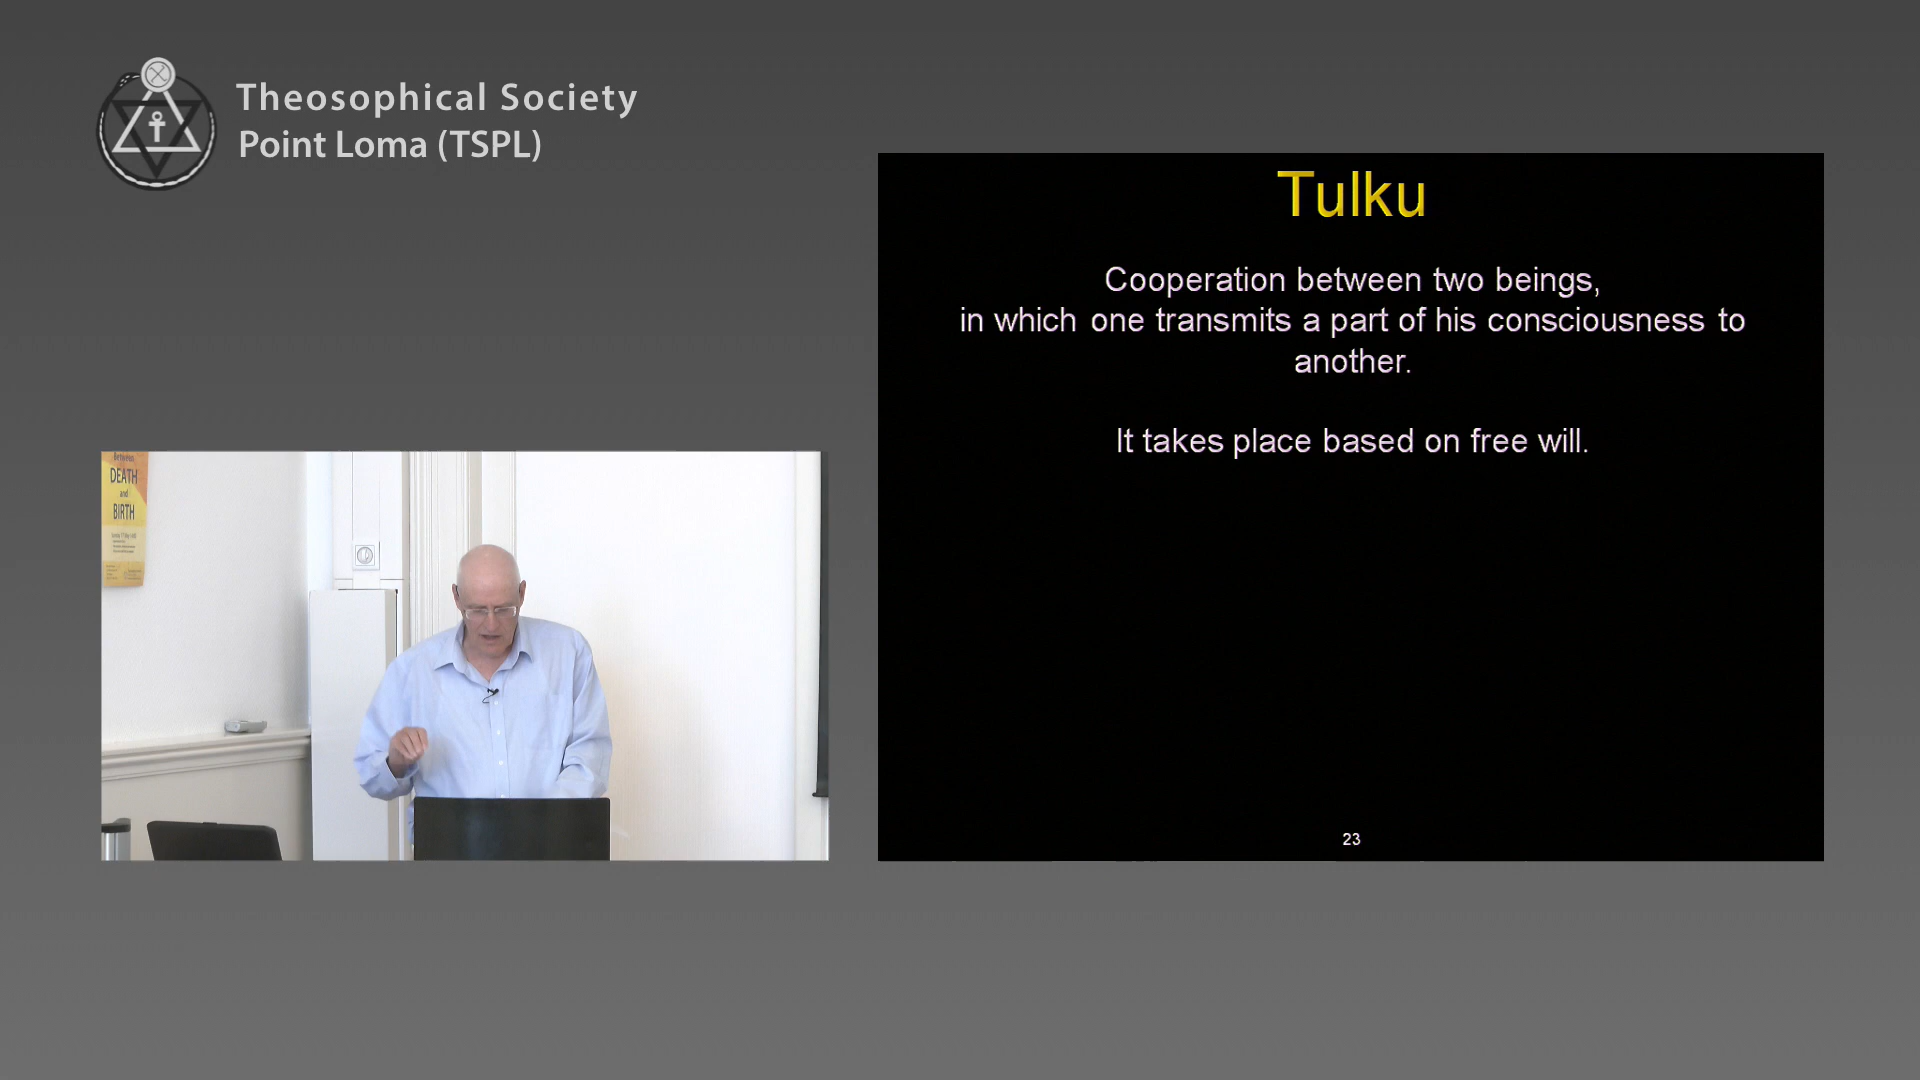 Theosophical Society
Point Loma (TSPL)
Tulku
Cooperation between two beings,
in which one transmits a part of his consciousness to
another.
It takes place based on free will.
23
Between
DEATH
and
BIRTH